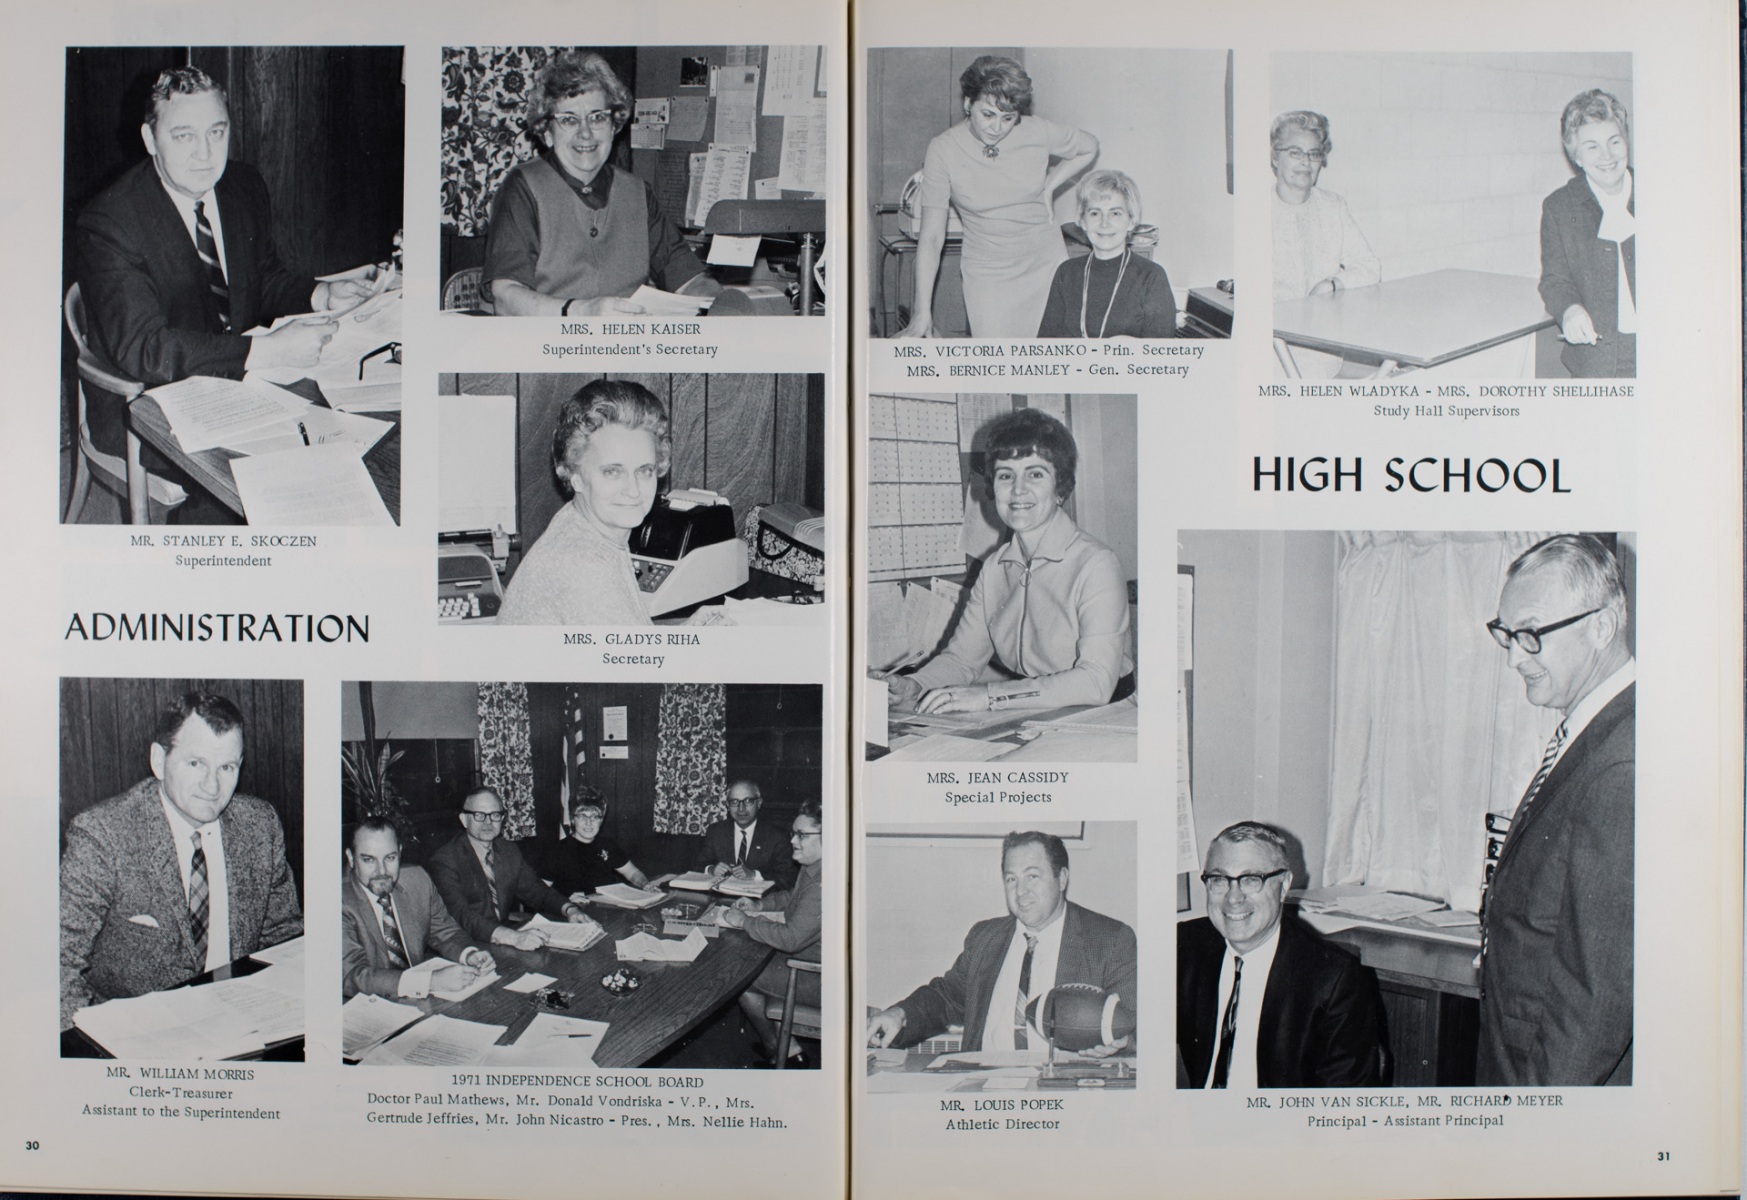 MR. STANLEY E. SKOCZEN
Superintendent
MRS. HELEN KAISER
Superintendent's Secretary
ADMINISTRATION
MRS. GLADYS RIHA
Secretary
MR. WILLIAM MORRIS
Clerk-Treasurer
Assistant to the Superintendent
1971 INDEPENDENCE SCHOOL BOARD
Doctor Paul Mathews, Mr. Donald Vondriska - V.P., Mrs.
Gertrude Jeffries, Mr. John Nicastro - Pres., Mrs. Nellie Hahn.
30
MRS. VICTORIA PARSANKO - Prin. Secretary
MRS. BERNICE MANLEY - Gen. Secretary
MRS. HELEN WLADYKA - MRS. DOROTHY SHELLIHASE
Study Hall Supervisors
HIGH SCHOOL
MRS. JEAN CASSIDY
Special Projects
MR. LOUIS POPEK
Athletic Director
MR. JOHN VAN SICKLE, MR. RICHARD MEYER
Principal - Assistant Principal
31